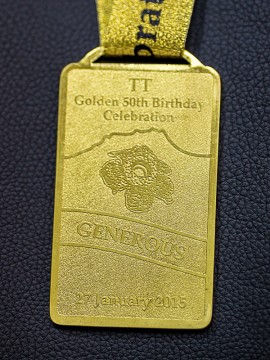 TT
Golden 50th Birthday
Celebration
GENEROUS
27 January 2015